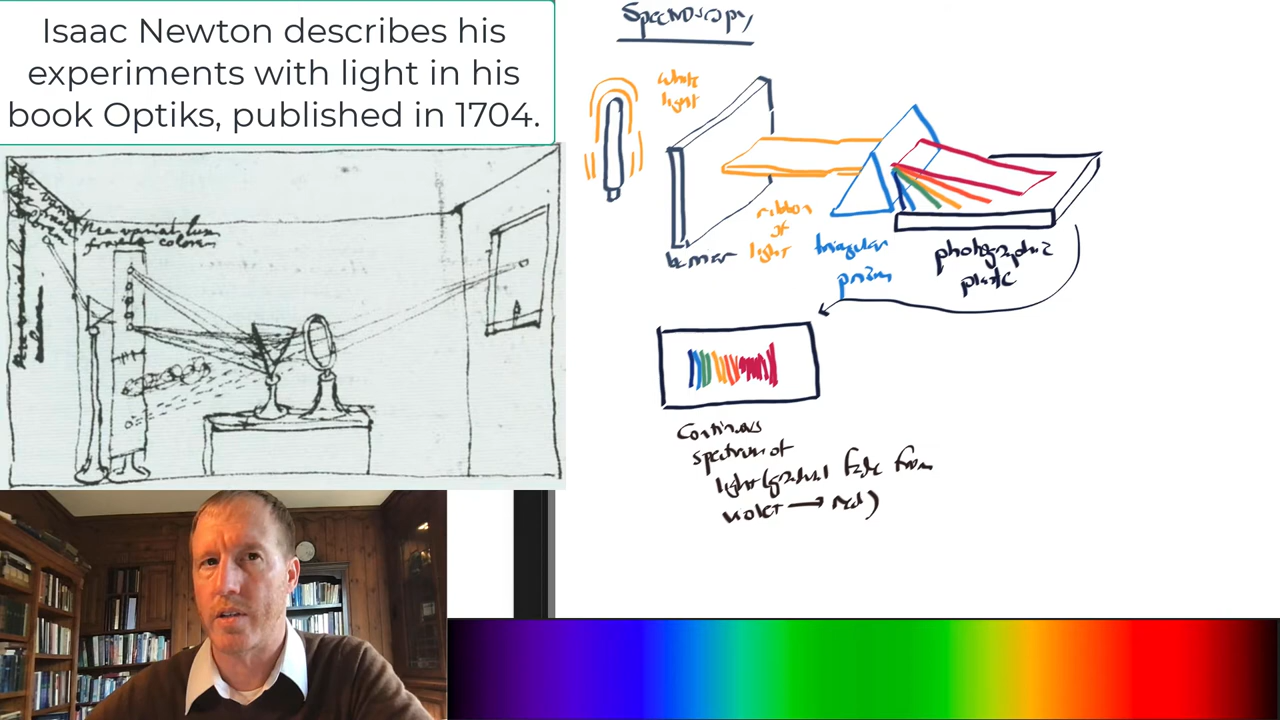 Isaac Newton describes his
experiments with light in his
book Optiks, published in 1704.
Spectroscopy
white
light
ribbon
of
light
triangular
prism
photographic
plate
Continuous
spectrum of
light (gradual fade from
violet → red)